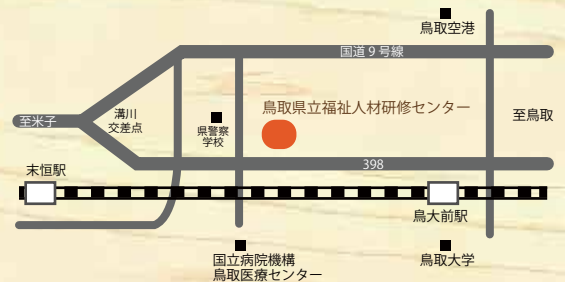 鳥取空港
国道9号線
鳥取県立福祉人材研修センター
至鳥取
溝川
交差点
至米子
県警察
学校
398
末恒駅
鳥大前駅
国立病院機構
鳥取医療センター
鳥取大学